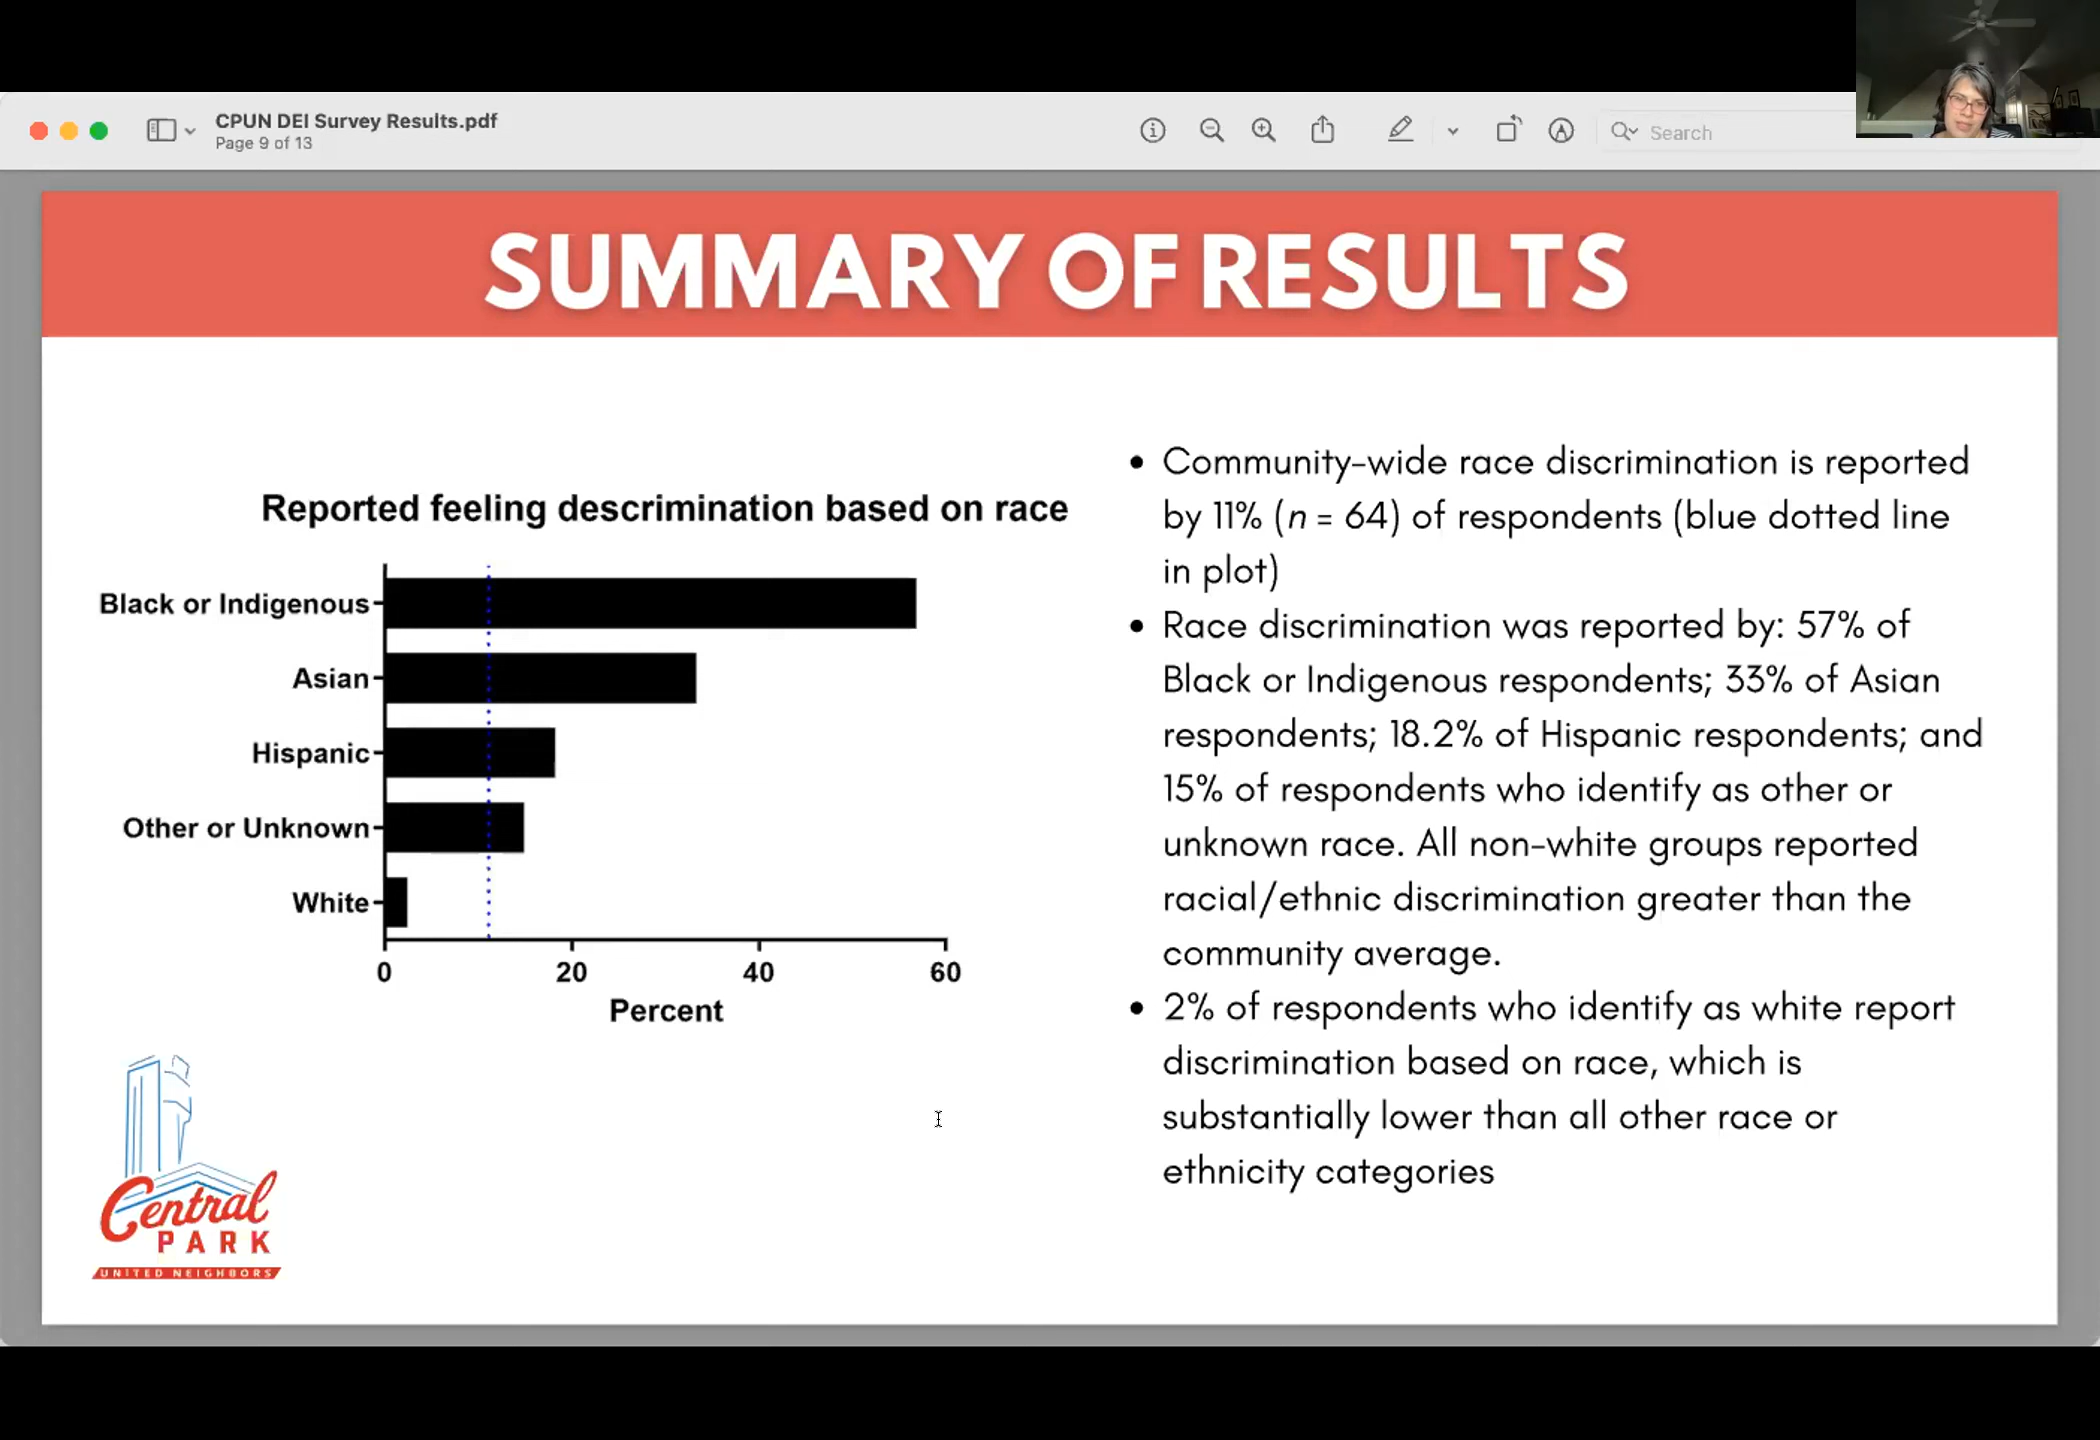 CPUN DEI Survey Results.pdf
Page 9 of 13
Search
SUMMARY OF RESULTS
Reported feeling descrimination based on race
Black or Indigenous
Asian
Hispanic
Other or Unknown
White
0 20 40 60
Percent
• Community-wide race discrimination is reported
by 11% (n = 64) of respondents (blue dotted line
in plot)
• Race discrimination was reported by: 57% of
Black or Indigenous respondents; 33% of Asian
respondents; 18.2% of Hispanic respondents; and
15% of respondents who identify as other or
unknown race. All non-white groups reported
racial/ethnic discrimination greater than the
community average.
• 2% of respondents who identify as white report
discrimination based on race, which is
substantially lower than all other race or
ethnicity categories
Central
PARK
UNITED NEIGHBORS